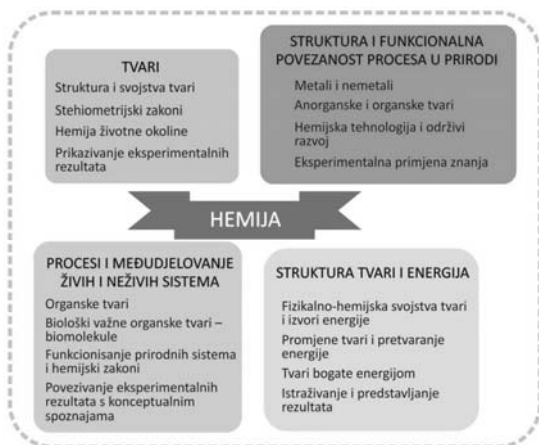 TVARI
Struktura i svojstva tvari
Stehiometrijski zakoni
Hemija životne okoline
Prikazivanje eksperimentalnih
rezultata
STRUKTURA I FUNKCIONALNA
POVEZANOST PROCESA U PRIRODI
Metali i nemetali
Anorganske i organske tvari
Hemijska tehnologija i održivi
razvoj
Eksperimentalna primjena znanja
HEMIJA
PROCESI I MEĐUDJELOVANJE
ŽIVIH I NEŽIVIH SISTEMA
Organske tvari
Biološki važne organske tvari –
biomolekule
Funkcionisanje prirodnih sistema
i hemijski zakoni
Povezivanje eksperimentalnih
rezultata s konceptualnim
spoznajama
STRUKTURA TVARI I ENERGIJA
Fizikalno-hemijska svojstva tvari
i izvori energije
Promjene tvari i pretvaranje
energije
Tvari bogate energijom
Istraživanje i predstavljanje
rezultata